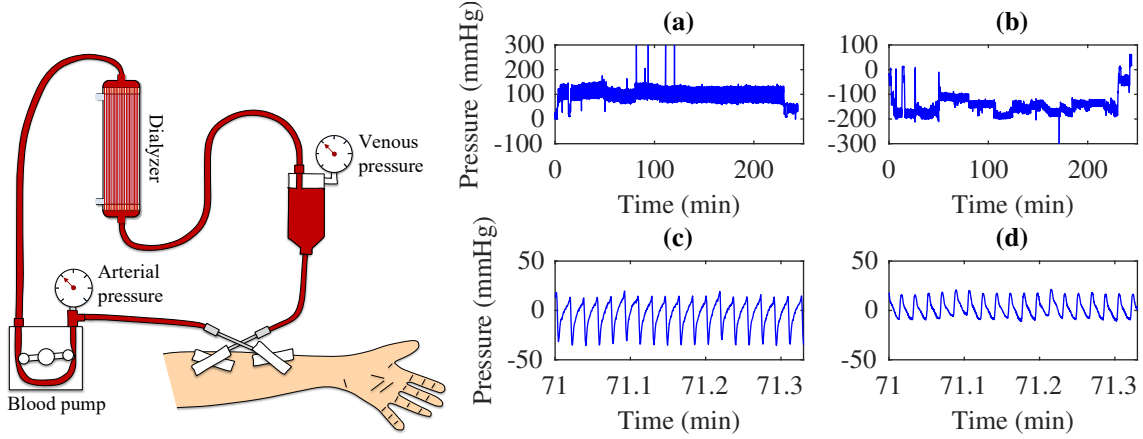 Dialyzer
Venous
pressure
Arterial
pressure
Blood pump
(a)
Pressure (mmHg)
300
200
100
0
-100
0
100
200
Time (min)
(b)
100
0
-100
-200
-300
0
100
200
Time (min)
(c)
Pressure (mmHg)
50
0
-50
71
71.1
71.2
71.3
Time (min)
(d)
50
0
-50
71
71.1
71.2
71.3
Time (min)